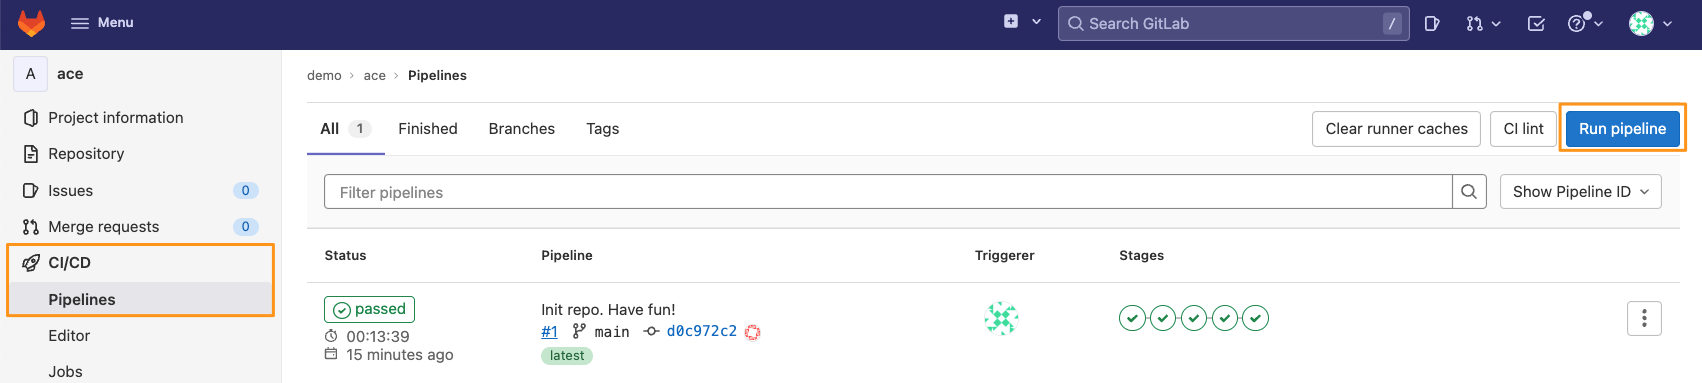 Menu
Search GitLab /
A ace
Project information
Repository
Issues 0
Merge requests 0
CI/CD
Pipelines
Editor
Jobs
demo › ace › Pipelines
All 1 Finished Branches Tags
Clear runner caches CI lint Run pipeline
Filter pipelines Show Pipeline ID
Status Pipeline Triggerer Stages
passed
00:13:39
15 minutes ago
Init repo. Have fun!
#1 main d0c972c2
latest